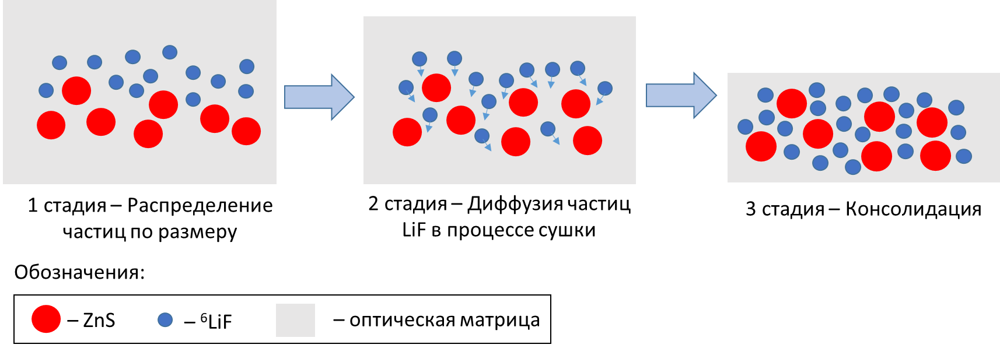 1 стадия – Распределение
частиц по размеру
2 стадия – Диффузия частиц
LiF в процессе сушки
3 стадия – Консолидация
Обозначения:
– ZnS
– ⁶LiF
– оптическая матрица